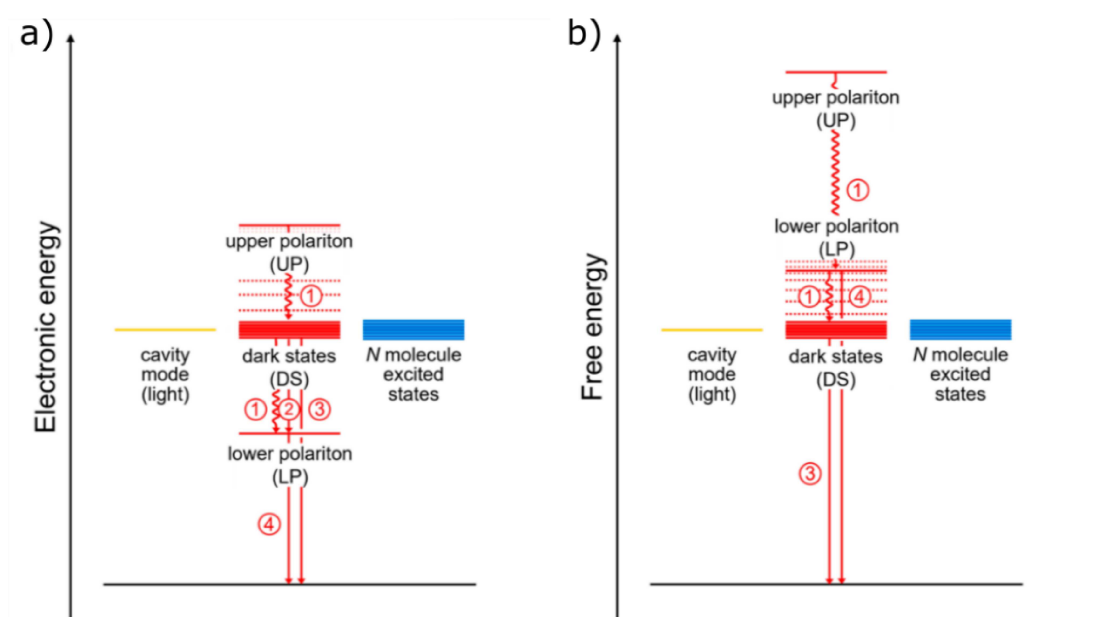 a)
Electronic energy
upper polariton
(UP)
①
cavity
mode
(light)
dark states
(DS)
N molecule
excited
states
① ② ③
lower polariton
(LP)
④
b)
Free energy
upper polariton
(UP)
①
lower polariton
(LP)
① ④
cavity
mode
(light)
dark states
(DS)
N molecule
excited
states
③